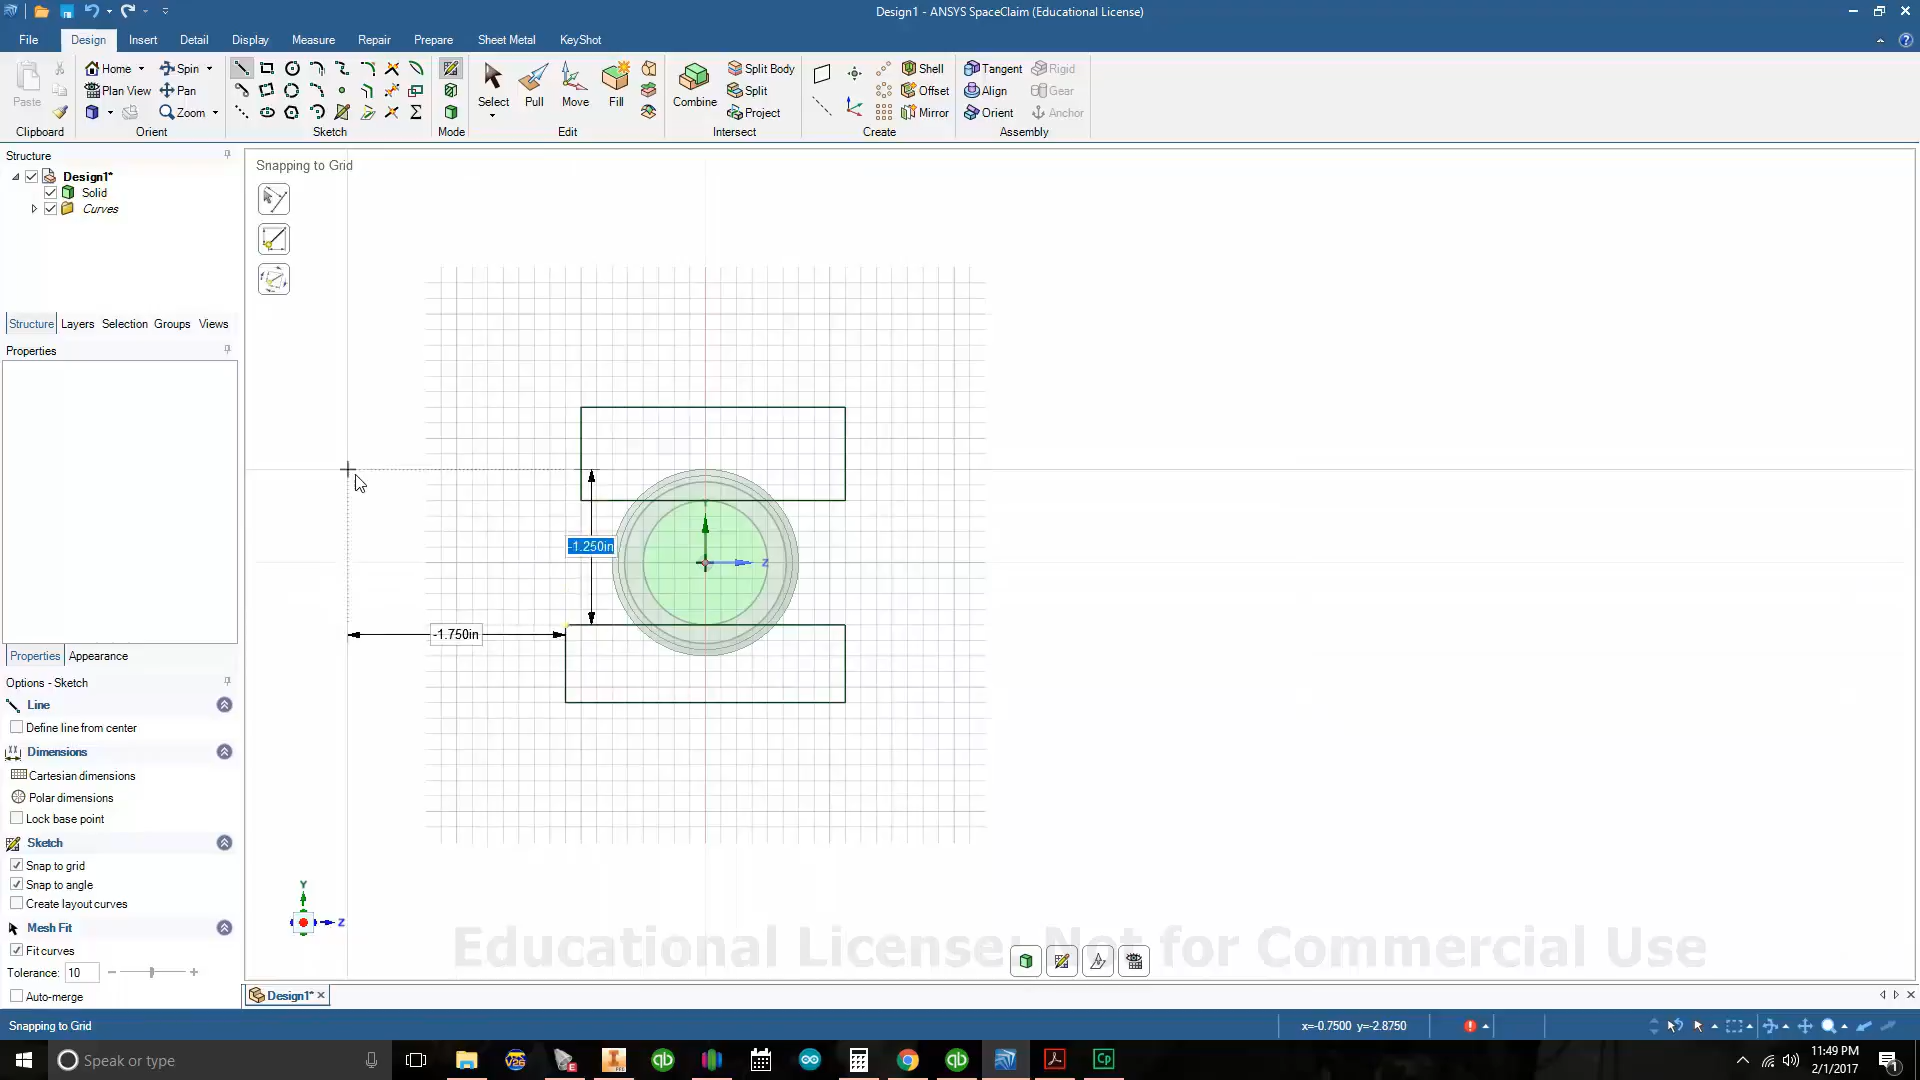 Design1 - ANSYS SpaceClaim (Educational License)
File Design Insert Detail Display Measure Repair Prepare Sheet Metal KeyShot
Home Spin Split Body Shell Tangent Rigid
Paste Plan View Pan Select Pull Move Fill Combine Split Offset Align Gear
Zoom Project Mirror Orient Anchor
Clipboard Orient Sketch Mode Edit Intersect Create Assembly
Structure
Snapping to Grid
Design1*
Solid
Curves
Structure Layers Selection Groups Views
Properties
-1.250in
Z
-1.750in
Properties Appearance
Options - Sketch
Line
Define line from center
Dimensions
Cartesian dimensions
Polar dimensions
Lock base point
Sketch
Snap to grid
Snap to angle
Y
Create layout curves
Z
Mesh Fit
Educational License: Not for Commercial Use
Fit curves
Tolerance: 10
Auto-merge
Design1*
Snapping to Grid
x=-0.7500 y=-2.8750
Speak or type
11:49 PM
2/1/2017